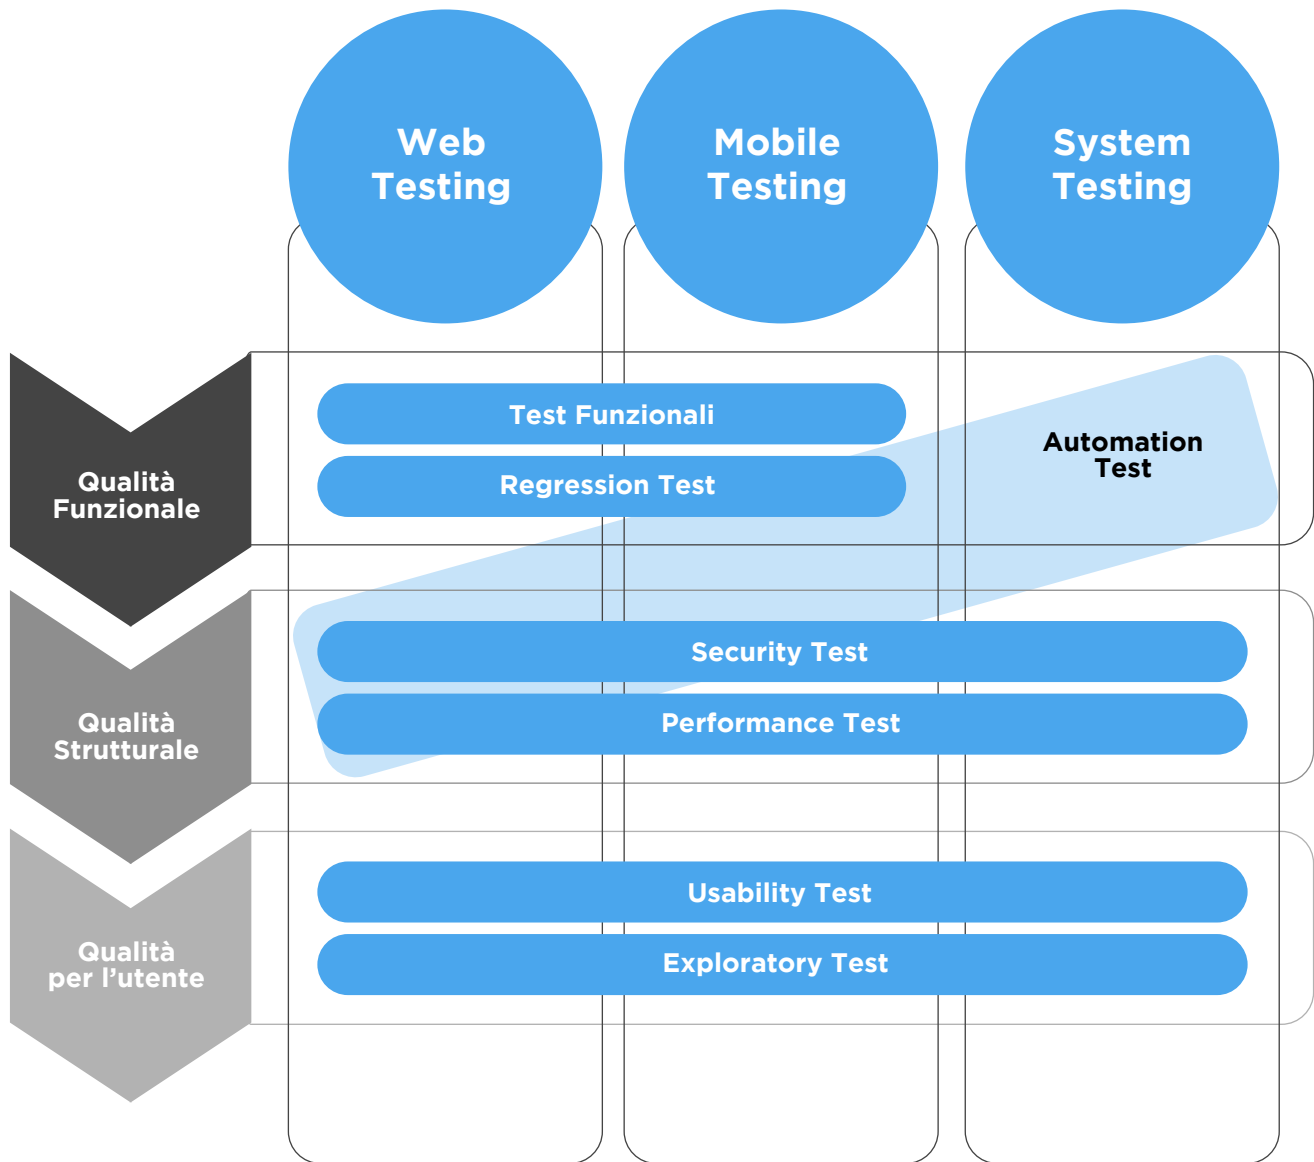 Web
Testing
Mobile
Testing
System
Testing
Qualità
Funzionale
Test Funzionali
Regression Test
Automation
Test
Qualità
Strutturale
Security Test
Performance Test
Qualità
per l’utente
Usability Test
Exploratory Test